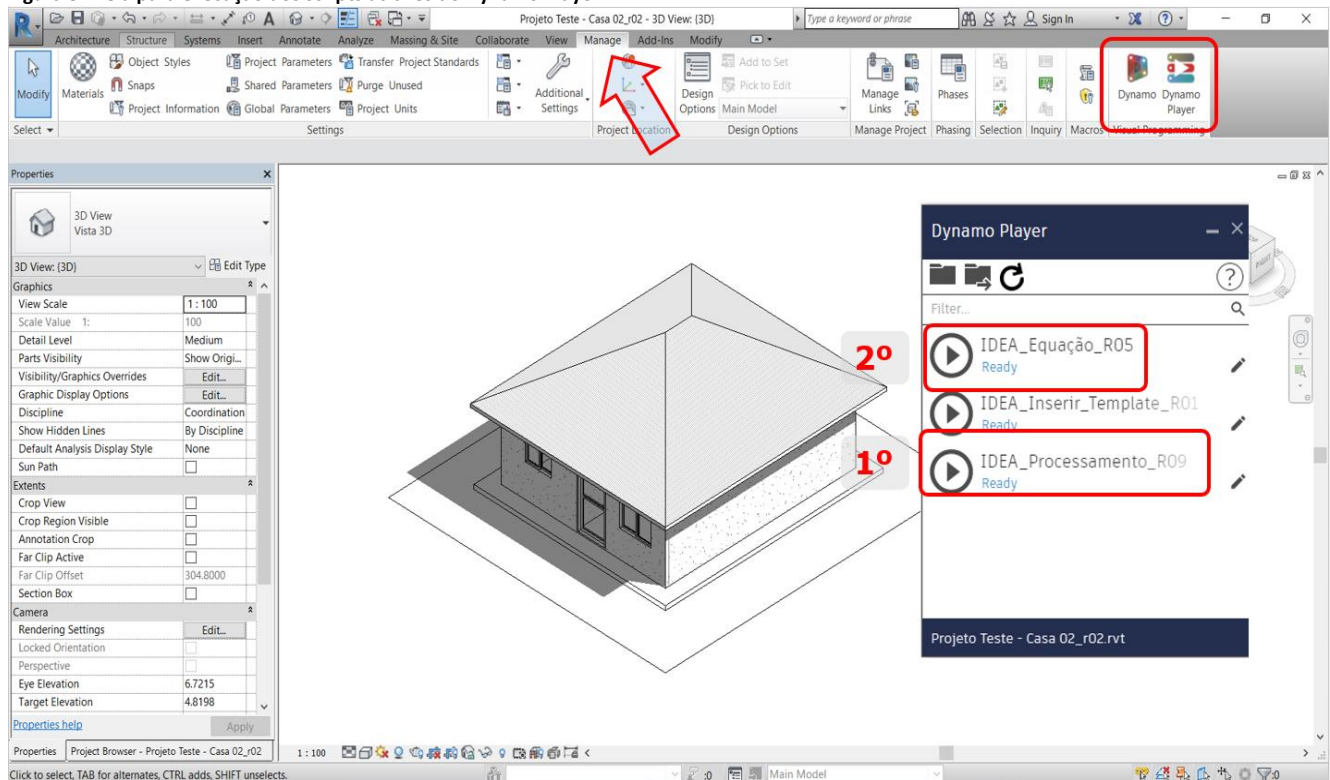 Projeto Teste - Casa 02_r02 - 3D View: {3D}
Type a keyword or phrase
Sign In
Architecture Structure Systems Insert Annotate Analyze Massing & Site Collaborate View Manage Add-Ins Modify
Modify
Materials
Object Styles
Snaps
Project Information
Project Parameters
Shared Parameters
Global Parameters
Transfer Project Standards
Purge Unused
Project Units
Additional
Settings
Design
Options
Add to Set
Pick to Edit
Main Model
Manage
Links
Phases
Dynamo
Dynamo
Player
Select
Settings
Project Location
Design Options
Manage Project
Phasing
Selection
Inquiry
Macros
Visual Programming
Properties
3D View
Vista 3D
3D View: {3D}
Edit Type
Graphics
View Scale 1 : 100
Scale Value 1: 100
Detail Level Medium
Parts Visibility Show Origi...
Visibility/Graphics Overrides Edit...
Graphic Display Options Edit...
Discipline Coordination
Show Hidden Lines By Discipline
Default Analysis Display Style None
Sun Path
Extents
Crop View
Crop Region Visible
Annotation Crop
Far Clip Active
Far Clip Offset 304.8000
Section Box
Camera
Rendering Settings Edit...
Locked Orientation
Perspective
Eye Elevation 6.7215
Target Elevation 4.8198
Properties help
Apply
Properties
Project Browser - Projeto Teste - Casa 02_r02
Dynamo Player
Filter...
2º
IDEA_Equação_R05
Ready
IDEA_Inserir_Template_R01
Ready
1º
IDEA_Processamento_R09
Ready
Projeto Teste - Casa 02_r02.rvt
1 : 100
Click to select, TAB for alternates, CTRL adds, SHIFT unselects.
:0
Main Model
:0